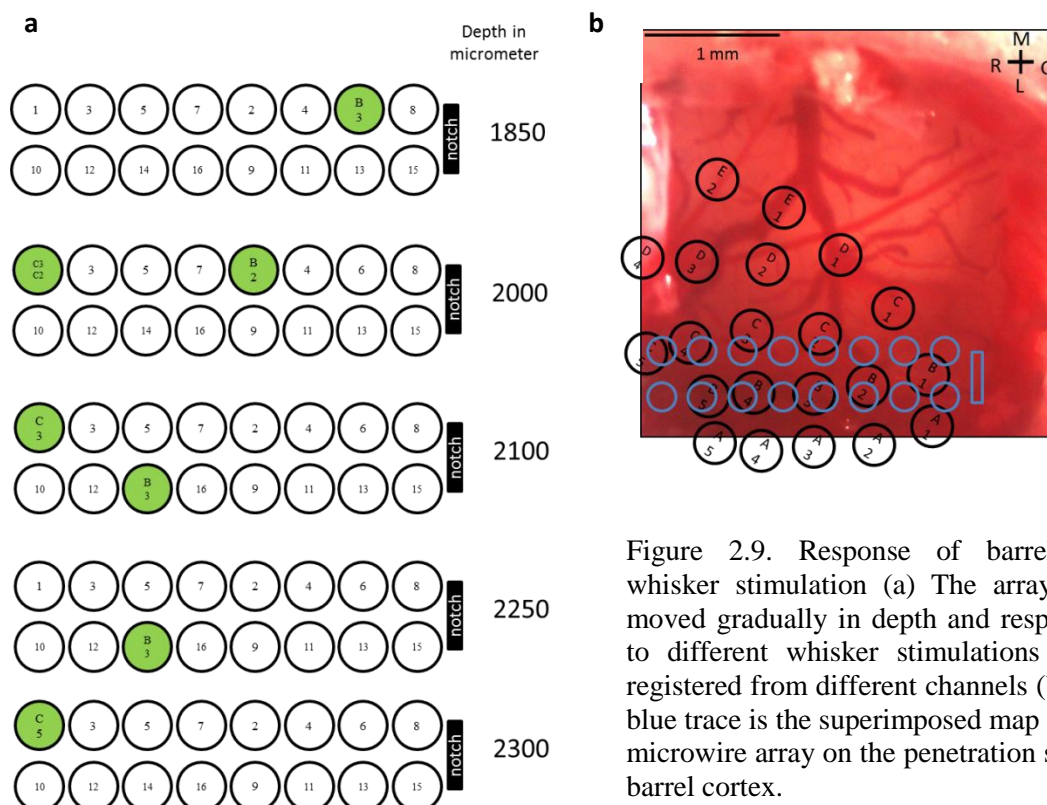 a
Depth in
micrometer
1 3 5 7 2 4 B 3 8
10 12 14 16 9 11 13 15
notch
1850
C3 C2 3 5 7 B 2 4 6 8
10 12 14 16 9 11 13 15
notch
2000
C 3 3 5 7 2 4 6 8
10 12 B 3 16 9 11 13 15
notch
2100
1 3 5 7 2 4 6 8
10 12 B 3 16 9 11 13 15
notch
2250
C 5 3 5 7 2 4 6 8
10 12 14 16 9 11 13 15
notch
2300
b
1 mm
M
R
L
E 2
E 1
D 4
D 3
D 2
D 1
C 1
B 4
B 2
B 1
A 5
A 4
A 3
A 2
A 1
Figure 2.9. Response of barrel
whisker stimulation (a) The array
moved gradually in depth and resp
to different whisker stimulations
registered from different channels
blue trace is the superimposed map
microwire array on the penetration s
barrel cortex.